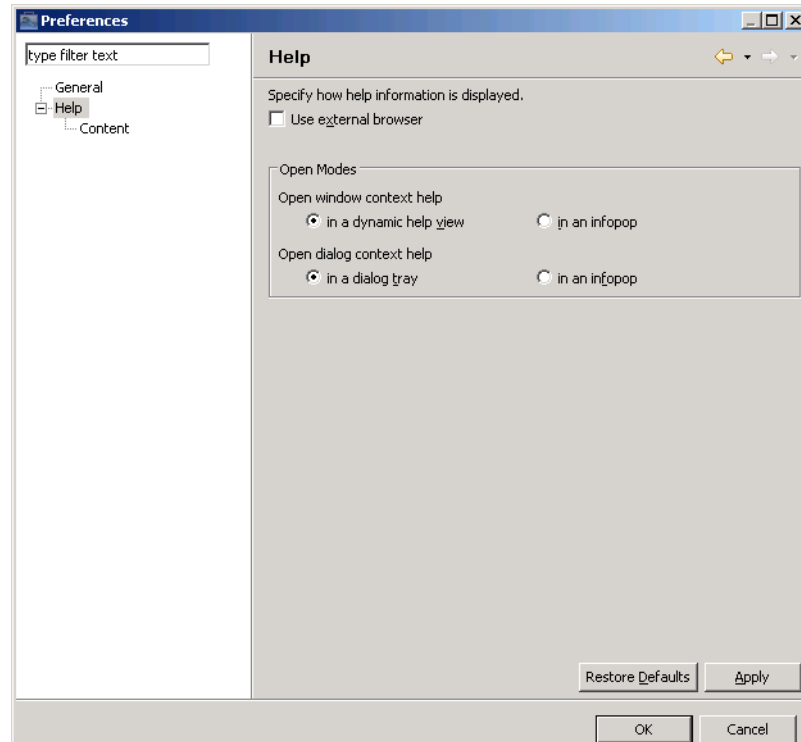 Preferences
type filter text
General
Help
Content
Help
Specify how help information is displayed.
Use external browser
Open Modes
Open window context help
in a dynamic help view
in an infopop
Open dialog context help
in a dialog tray
in an infopop
Restore Defaults
Apply
OK
Cancel